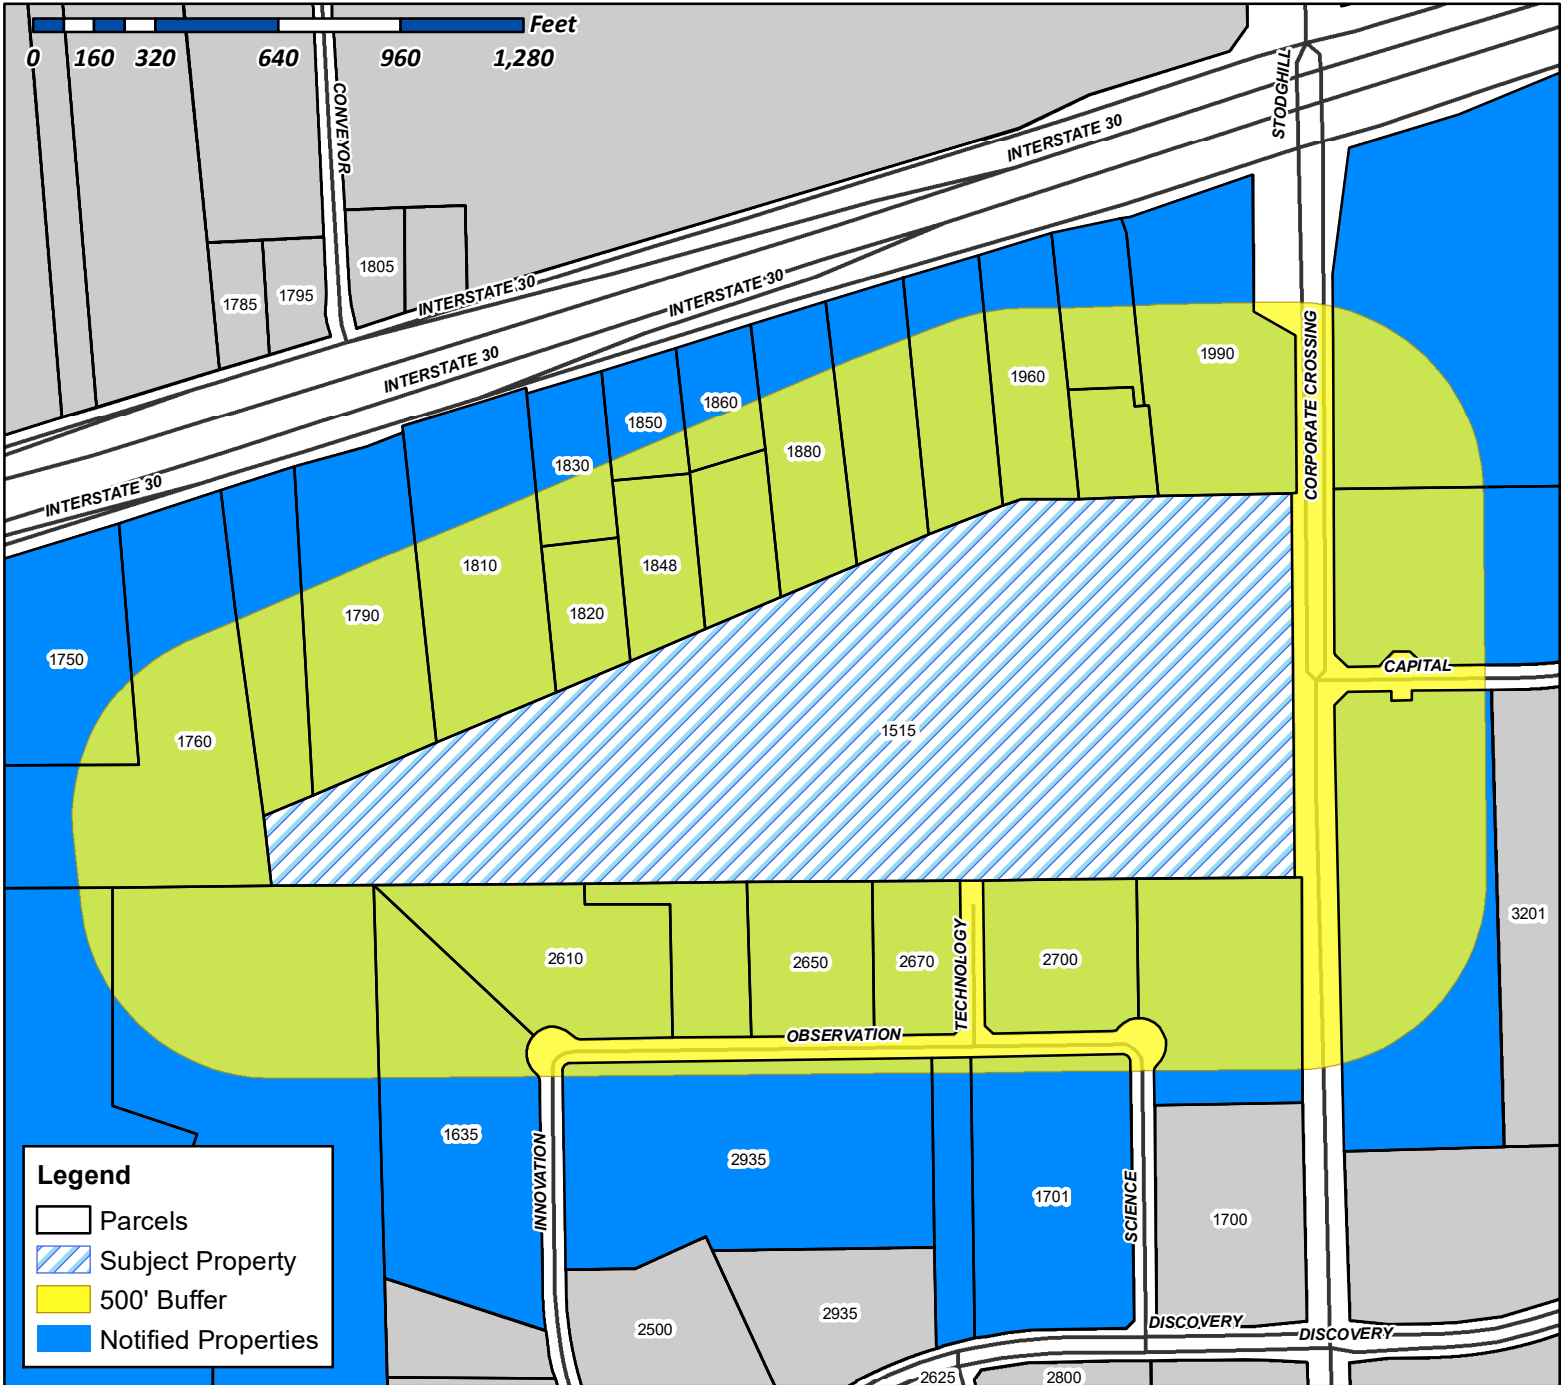 Feet
0 160 320 640 960 1,280
CONVEYOR
STODGHILL
INTERSTATE 30
1805
1785
1795
INTERSTATE 30
INTERSTATE 30
INTERSTATE 30
INTERSTATE 30
CORPORATE CROSSING
1990
1960
1860
1850
1880
1830
1810
1848
1820
1790
1750
1760
1515
CAPITAL
3201
2610
2650
2670
TECHNOLOGY
2700
OBSERVATION
1635
INNOVATION
2935
1701
SCIENCE
1700
2500
2935
DISCOVERY
DISCOVERY
2625
2800
Legend
Parcels
Subject Property
500' Buffer
Notified Properties